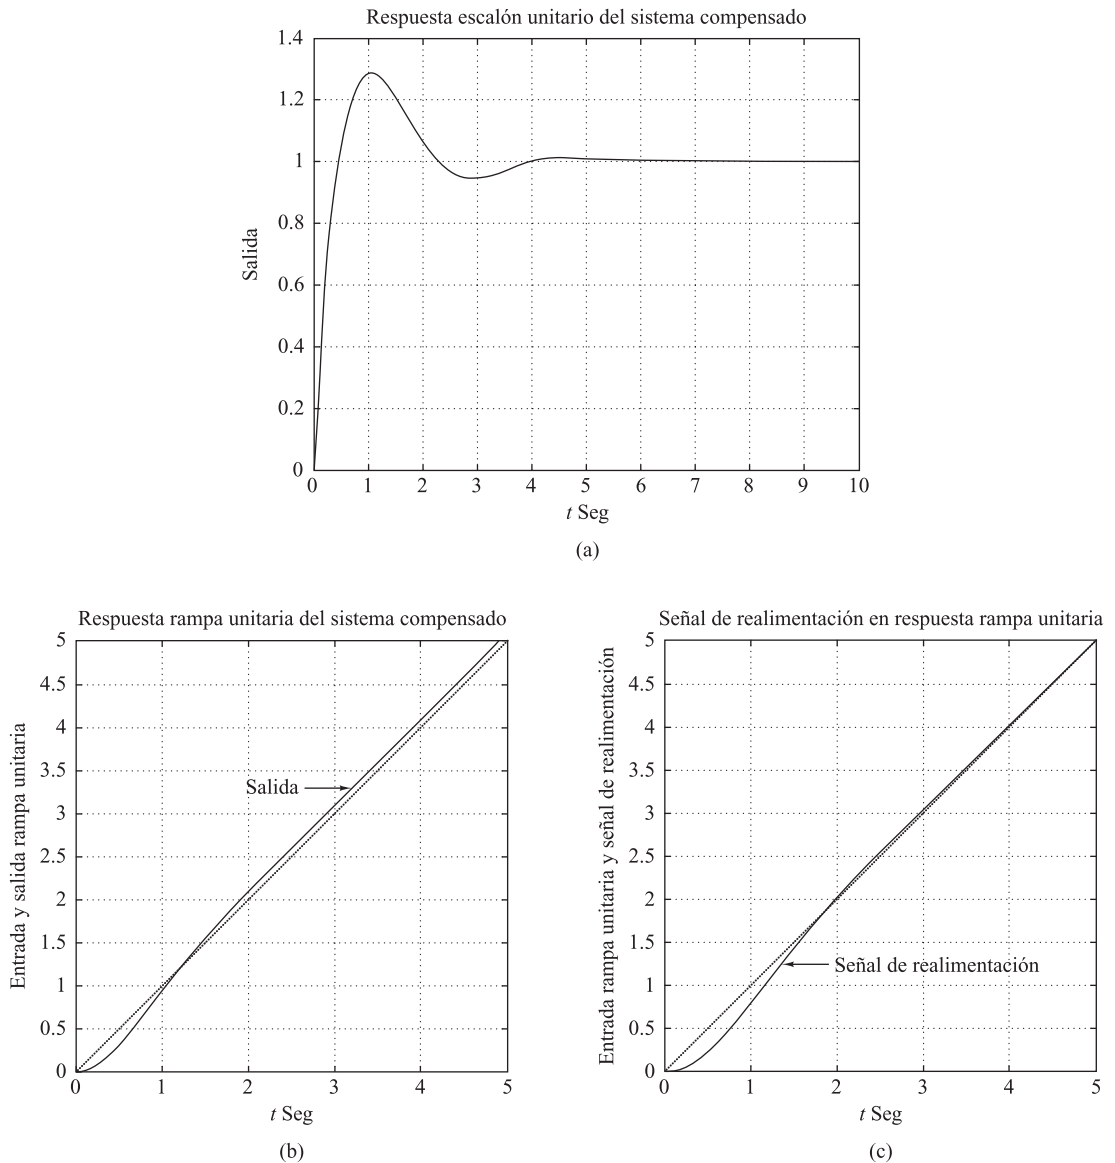 Respuesta escalón unitario del sistema compensado
1.4
1.2
1
0.8
0.6
0.4
0.2
0
Salida
0 1 2 3 4 5 6 7 8 9 10
t Seg
(a)
Respuesta rampa unitaria del sistema compensado
5
4.5
4
3.5
3
2.5
2
1.5
1
0.5
0
Entrada y salida rampa unitaria
Salida
0 1 2 3 4 5
t Seg
(b)
Señal de realimentación en respuesta rampa unitaria
5
4.5
4
3.5
3
2.5
2
1.5
1
0.5
0
Entrada rampa unitaria y señal de realimentación
Señal de realimentación
0 1 2 3 4 5
t Seg
(c)